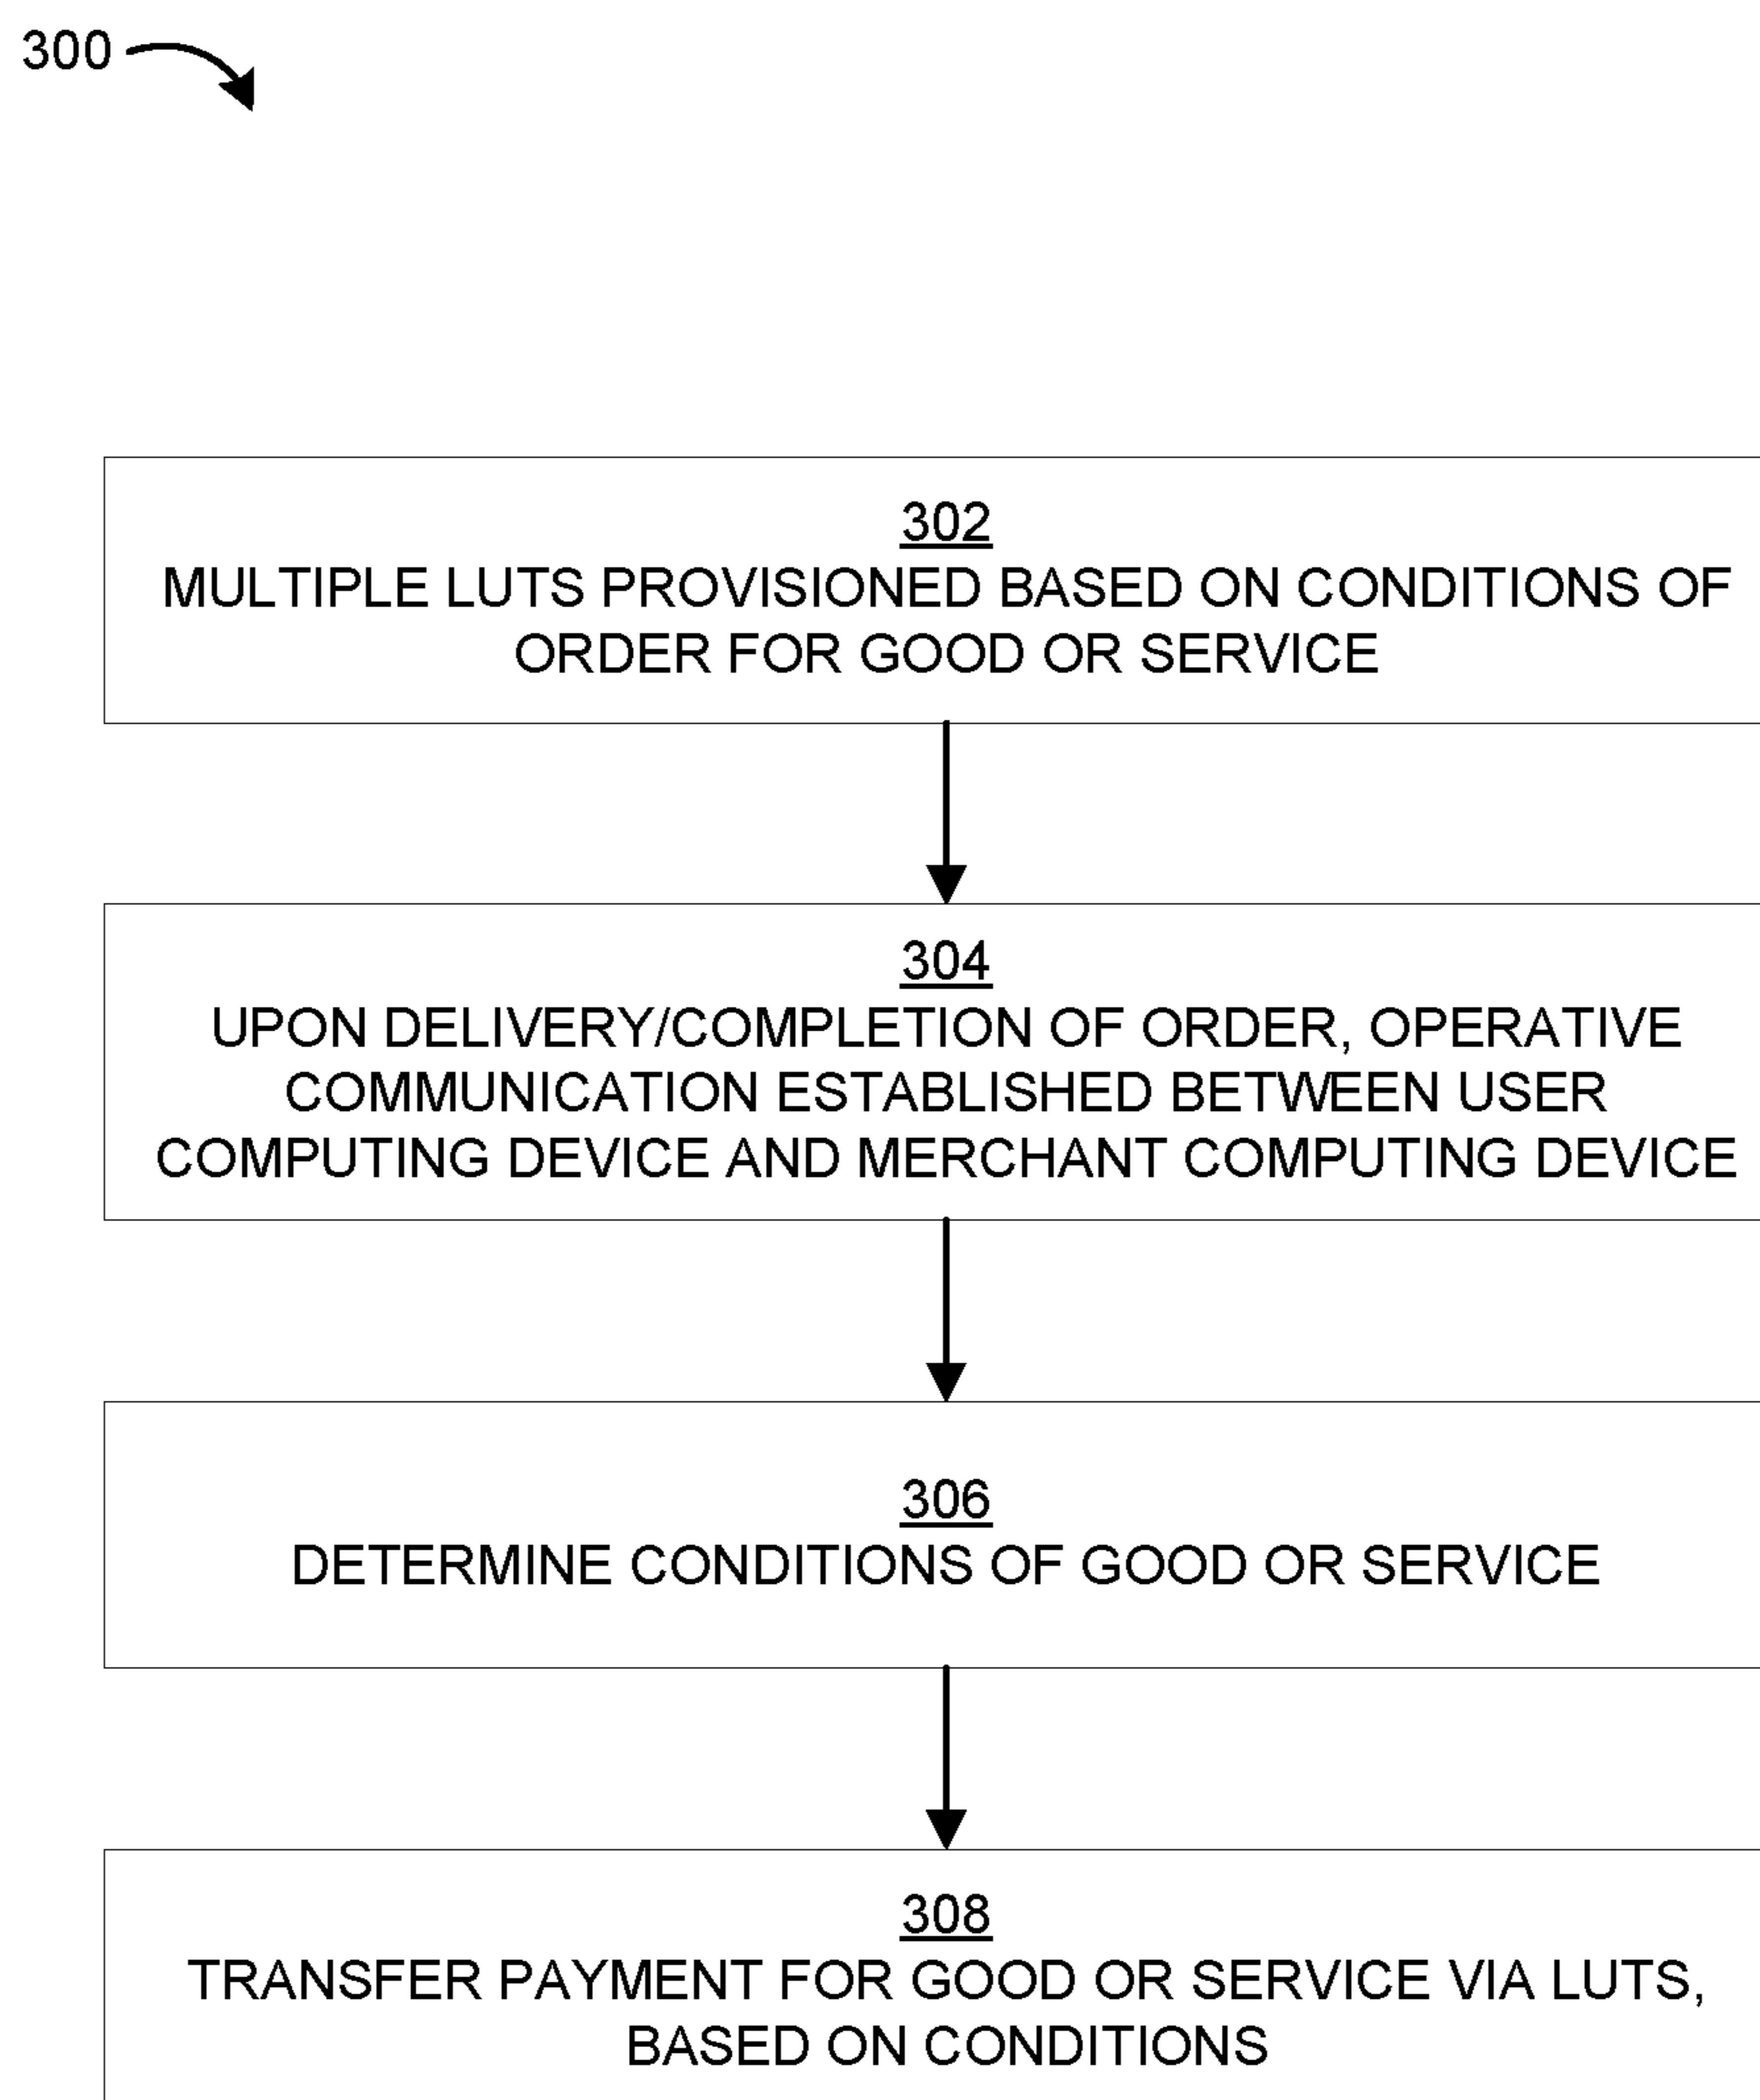 300
302
MULTIPLE LUTS PROVISIONED BASED ON CONDITIONS OF
ORDER FOR GOOD OR SERVICE
304
UPON DELIVERY/COMPLETION OF ORDER, OPERATIVE
COMMUNICATION ESTABLISHED BETWEEN USER
COMPUTING DEVICE AND MERCHANT COMPUTING DEVICE
306
DETERMINE CONDITIONS OF GOOD OR SERVICE
308
TRANSFER PAYMENT FOR GOOD OR SERVICE VIA LUTS,
BASED ON CONDITIONS